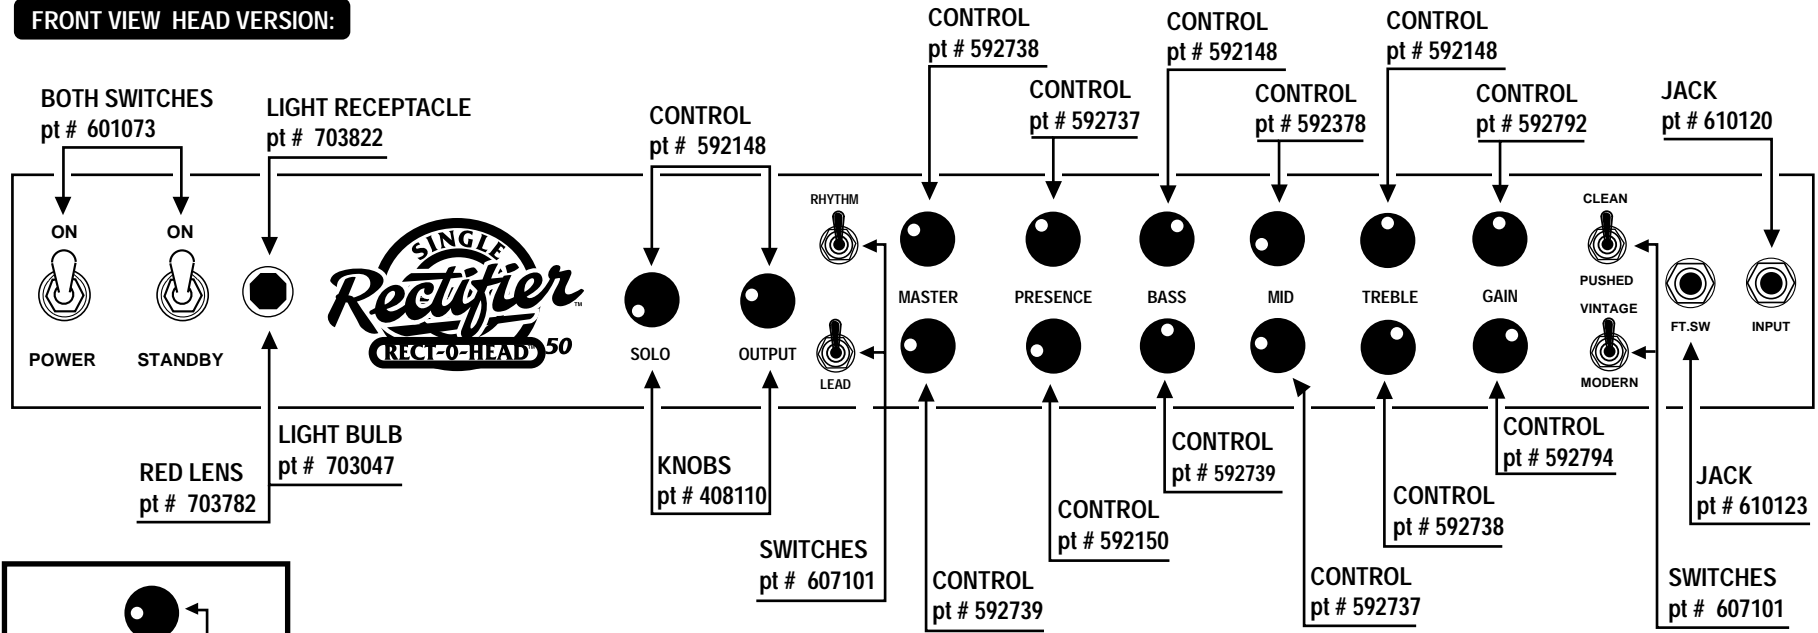 FRONT VIEW  HEAD VERSION:
CONTROL
pt # 592738
CONTROL
pt # 592148
CONTROL
pt # 592148
BOTH SWITCHES
pt #  601073
LIGHT RECEPTACLE
pt #  703822
CONTROL
pt #  592148
CONTROL
pt # 592737
CONTROL
pt # 592378
CONTROL
pt # 592792
JACK
pt # 610120
ON
ON
RHYTHM
CLEAN
SINGLE
Rectifier™
RECT-O-HEAD™ 50
PUSHED
MASTER
PRESENCE
BASS
MID
TREBLE
GAIN
VINTAGE
FT.SW
INPUT
POWER
STANDBY
SOLO
OUTPUT
LEAD
MODERN
LIGHT BULB
pt #  703047
RED LENS
pt #  703782
KNOBS
pt # 408110
CONTROL
pt # 592739
CONTROL
pt # 592794
CONTROL
pt # 592150
CONTROL
pt # 592738
JACK
pt # 610123
SWITCHES
pt #  607101
CONTROL
pt # 592739
CONTROL
pt # 592737
SWITCHES
pt #  607101